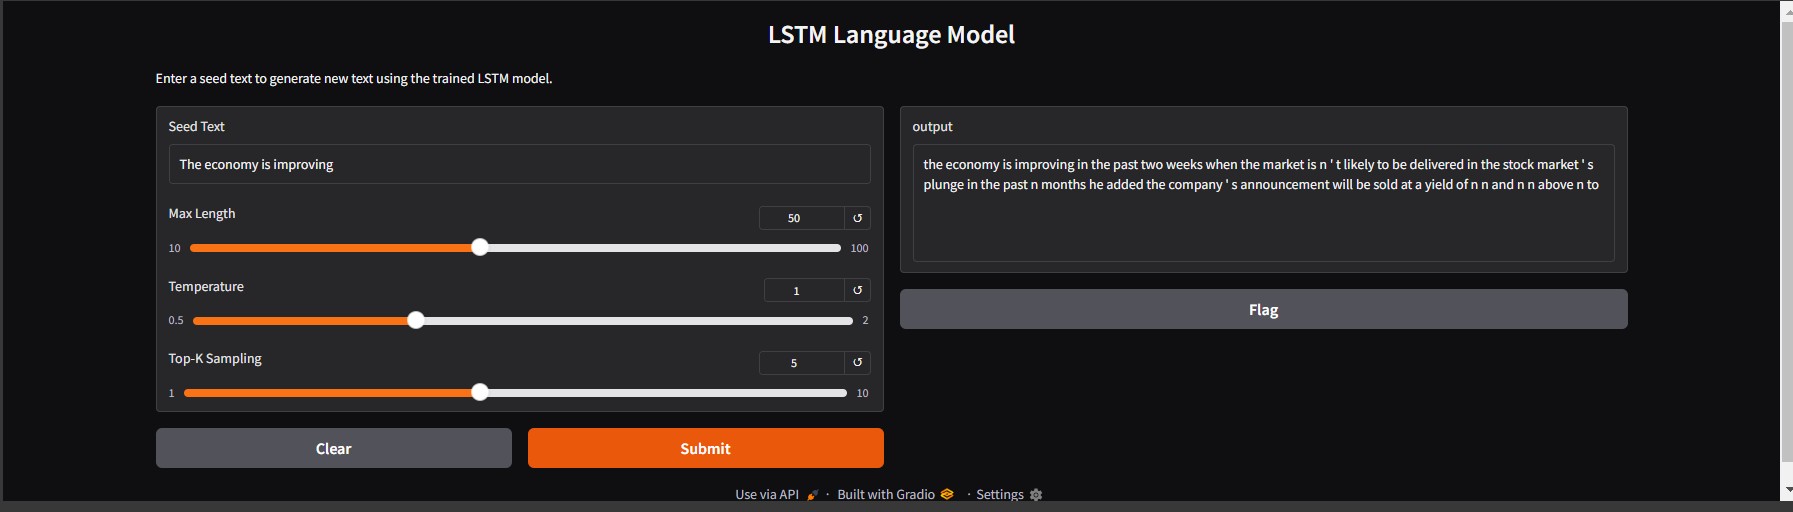 LSTM Language Model
Enter a seed text to generate new text using the trained LSTM model.
Seed Text
The economy is improving
Max Length
50
↺
10
100
Temperature
1
↺
0.5
2
Top-K Sampling
5
↺
1
10
Clear
Submit
output
the economy is improving in the past two weeks when the market is n ' t likely to be delivered in the stock market ' s
plunge in the past n months he added the company ' s announcement will be sold at a yield of n n and n n above n to
Flag
Use via API 🚀 · Built with Gradio · Settings ⚙